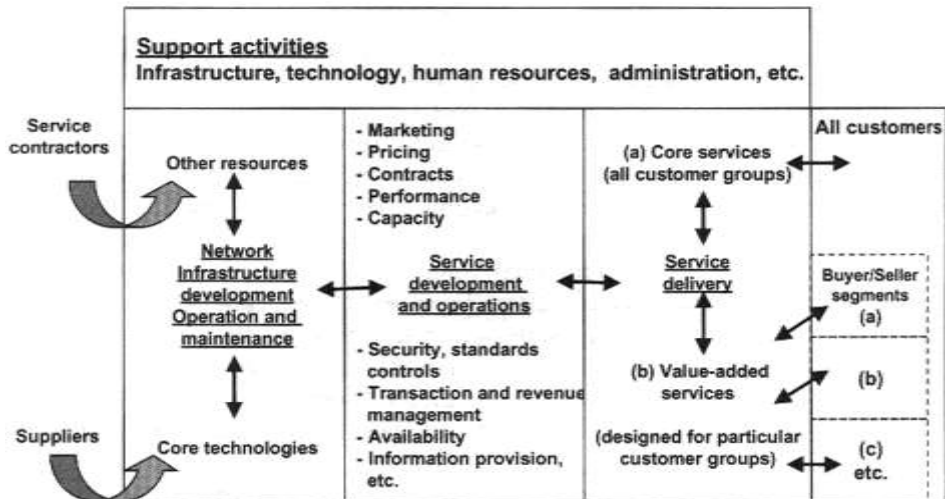 Support activities
Infrastructure, technology, human resources, administration, etc.
Service
contractors
Other resources
Network
Infrastructure
development
Operation and
maintenance
Core technologies
Suppliers
- Marketing
- Pricing
- Contracts
- Performance
- Capacity
Service
development
and operations
- Security, standards
controls
- Transaction and revenue
management
- Availability
- Information provision,
etc.
(a) Core services
(all customer groups)
Service
delivery
(b) Value-added
services
(designed for particular
customer groups)
All customers
Buyer/Seller
segments
(a)
(b)
(c)
etc.